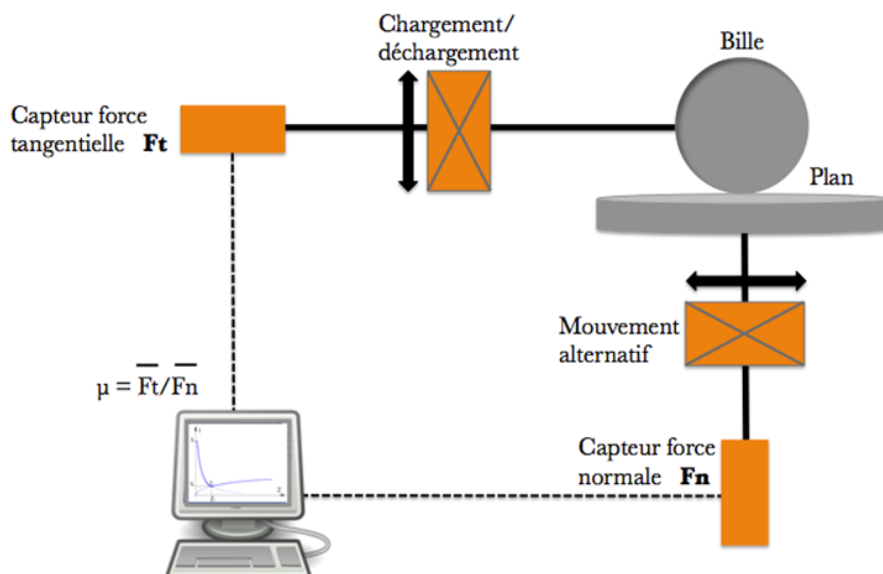 Chargement/
déchargement
Bille
Capteur force
tangentielle Ft
Plan
Mouvement
alternatif
µ = Ft/Fn
Capteur force
normale Fn